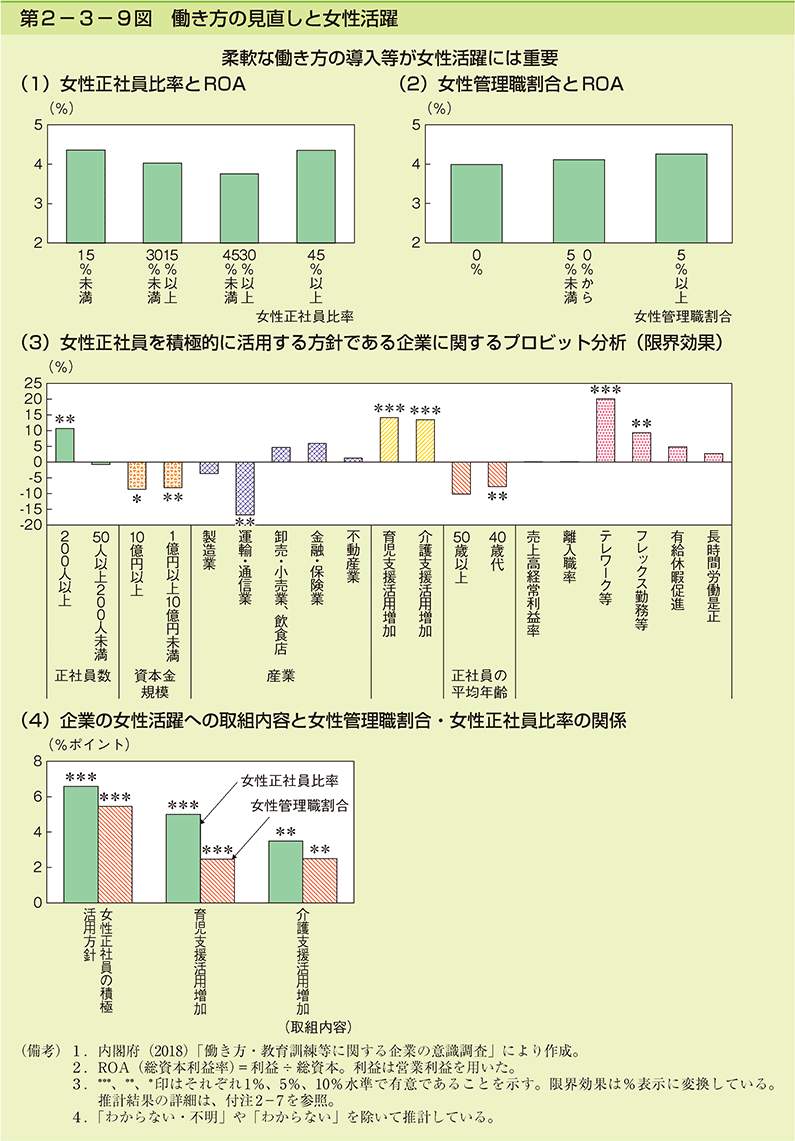 第２－３－９図　働き方の見直しと女性活躍
柔軟な働き方の導入等が女性活躍には重要
（１）女性正社員比率とＲＯＡ
（％）
5
4
3
2
15％未満
15％以上30％未満
30％以上45％未満
45％以上
女性正社員比率
（２）女性管理職割合とＲＯＡ
（％）
5
4
3
2
0％
0％から5％未満
5％以上
女性管理職割合
（３）女性正社員を積極的に活用する方針である企業に関するプロビット分析（限界効果）
（％）
25
20
15
10
5
0
-5
-10
-15
-20
**
*
**
**
***
***
**
***
**
200人以上
50人以上200人未満
10億円以上
1億円以上10億円未満
製造業
運輸・通信業
卸売・小売業、飲食店
金融・保険業
不動産業
育児支援活用増加
介護支援活用増加
50歳以上
40歳代
売上高経常利益率
離入職率
テレワーク等
フレックス勤務等
有給休暇促進
長時間労働是正
正社員数
資本金
規模
産業
正社員の
平均年齢
（４）企業の女性活躍への取組内容と女性管理職割合・女性正社員比率の関係
（％ポイント）
8
6
4
2
0
***
***
***
***
**
**
女性正社員比率
女性管理職割合
女性正社員の積極
活用方針
育児支援活用増加
介護支援活用増加
（取組内容）
（備考）１．内閣府（2018）「働き方・教育訓練等に関する企業の意識調査」により作成。
２．ROA（総資本利益率）＝利益÷総資本。利益は営業利益を用いた。
３．***、**、*印はそれぞれ1％、5％、10％水準で有意であることを示す。限界効果は％表示に変換している。
推計結果の詳細は、付注2－7を参照。
４．「わからない・不明」や「わからない」を除いて推計している。